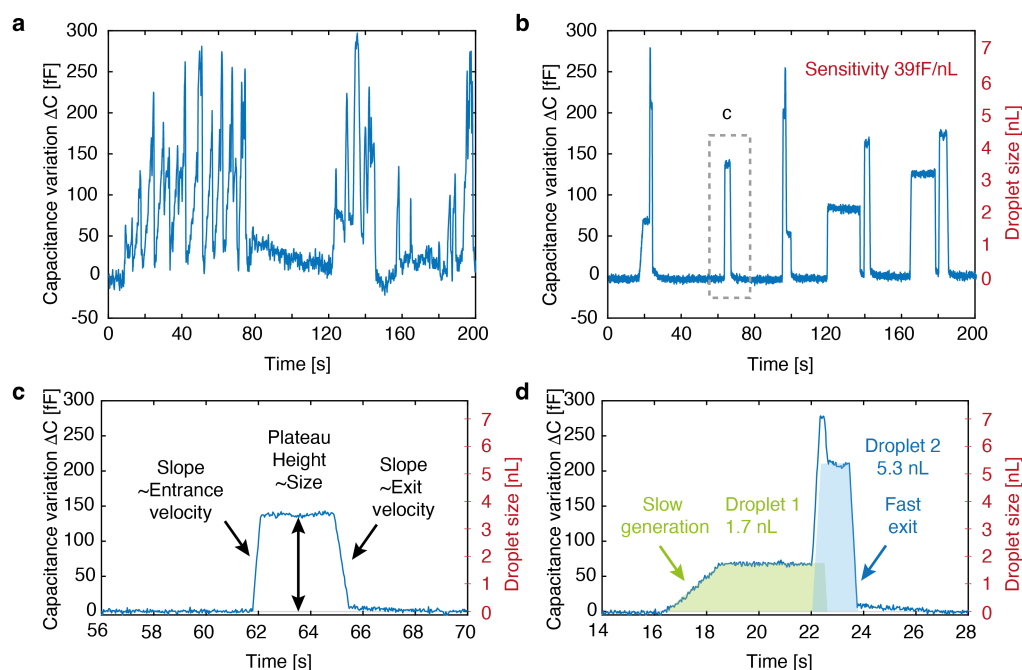 a
Capacitance variation ΔC [fF]
300
250
200
150
100
50
0
-50
0 40 80 120 160 200
Time [s]
b
Capacitance variation ΔC [fF]
300
250
200
150
100
50
0
-50
Sensitivity 39fF/nL
c
0 40 80 120 160 200
Time [s]
7
6
5
4
3
2
1
0
Droplet size [nL]
c
Capacitance variation ΔC [fF]
300
250
200
150
100
50
0
Slope
~Entrance
velocity
Plateau
Height
~Size
Slope
~Exit
velocity
56 58 60 62 64 66 68 70
Time [s]
7
6
5
4
3
2
1
0
Droplet size [nL]
d
Capacitance variation ΔC [fF]
300
250
200
150
100
50
0
Slow
generation
Droplet 1
1.7 nL
Droplet 2
5.3 nL
Fast
exit
14 16 18 20 22 24 26 28
Time [s]
7
6
5
4
3
2
1
0
Droplet size [nL]